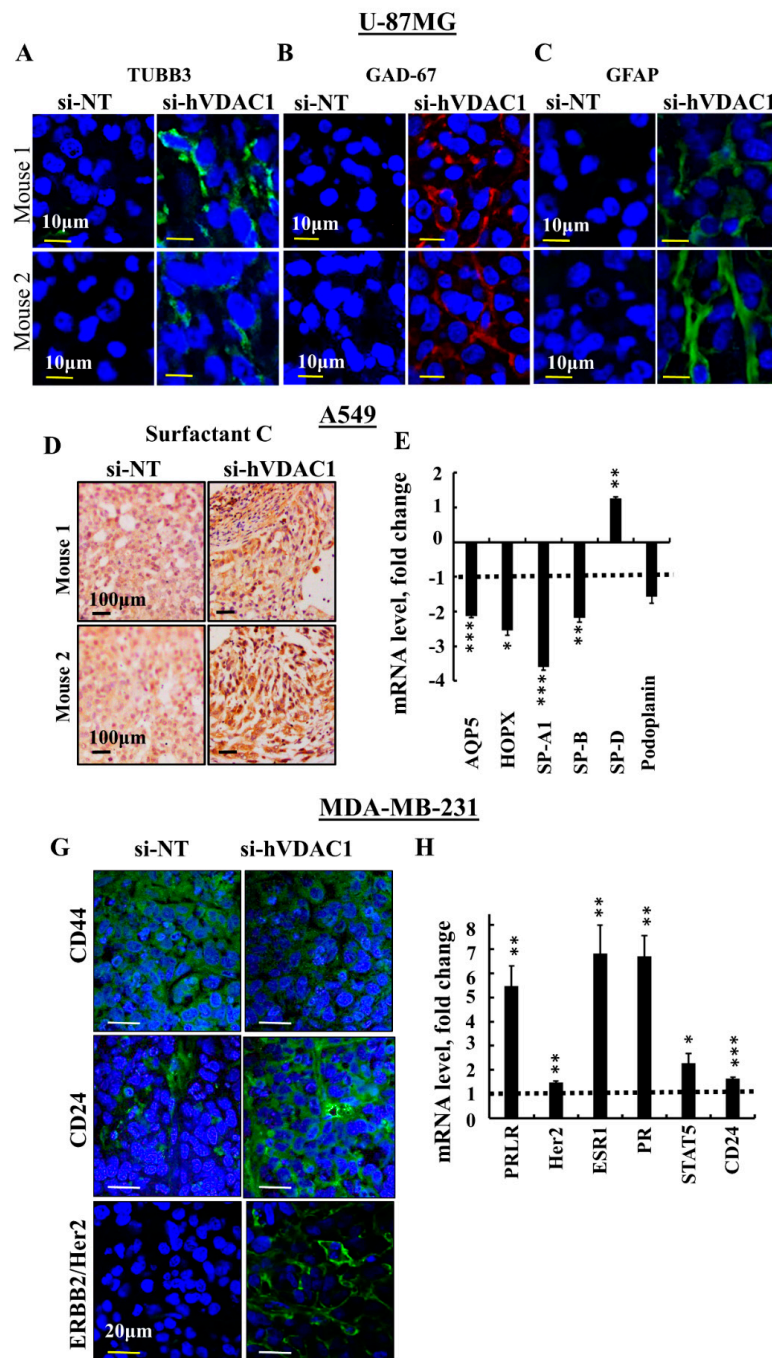 U-87MG
A B C
TUBB3 GAD-67 GFAP
si-NT si-hVDAC1 si-NT si-hVDAC1 si-NT si-hVDAC1
Mouse 1
10µm 10µm 10µm
Mouse 2
10µm 10µm 10µm
A549
D Surfactant C
si-NT si-hVDAC1
Mouse 1
100µm
Mouse 2
100µm
E
mRNA level, fold change
2
1
0
-1
-2
-3
-4
*** * *** ** **
AQP5 HOPX SP-A1 SP-B SP-D Podoplanin
MDA-MB-231
G si-NT si-hVDAC1
CD44
CD24
ERBB2/Her2
20µm
H
mRNA level, fold change
8
7
6
5
4
3
2
1
0
** ** ** ** * ***
PRLR Her2 ESR1 PR STAT5 CD24